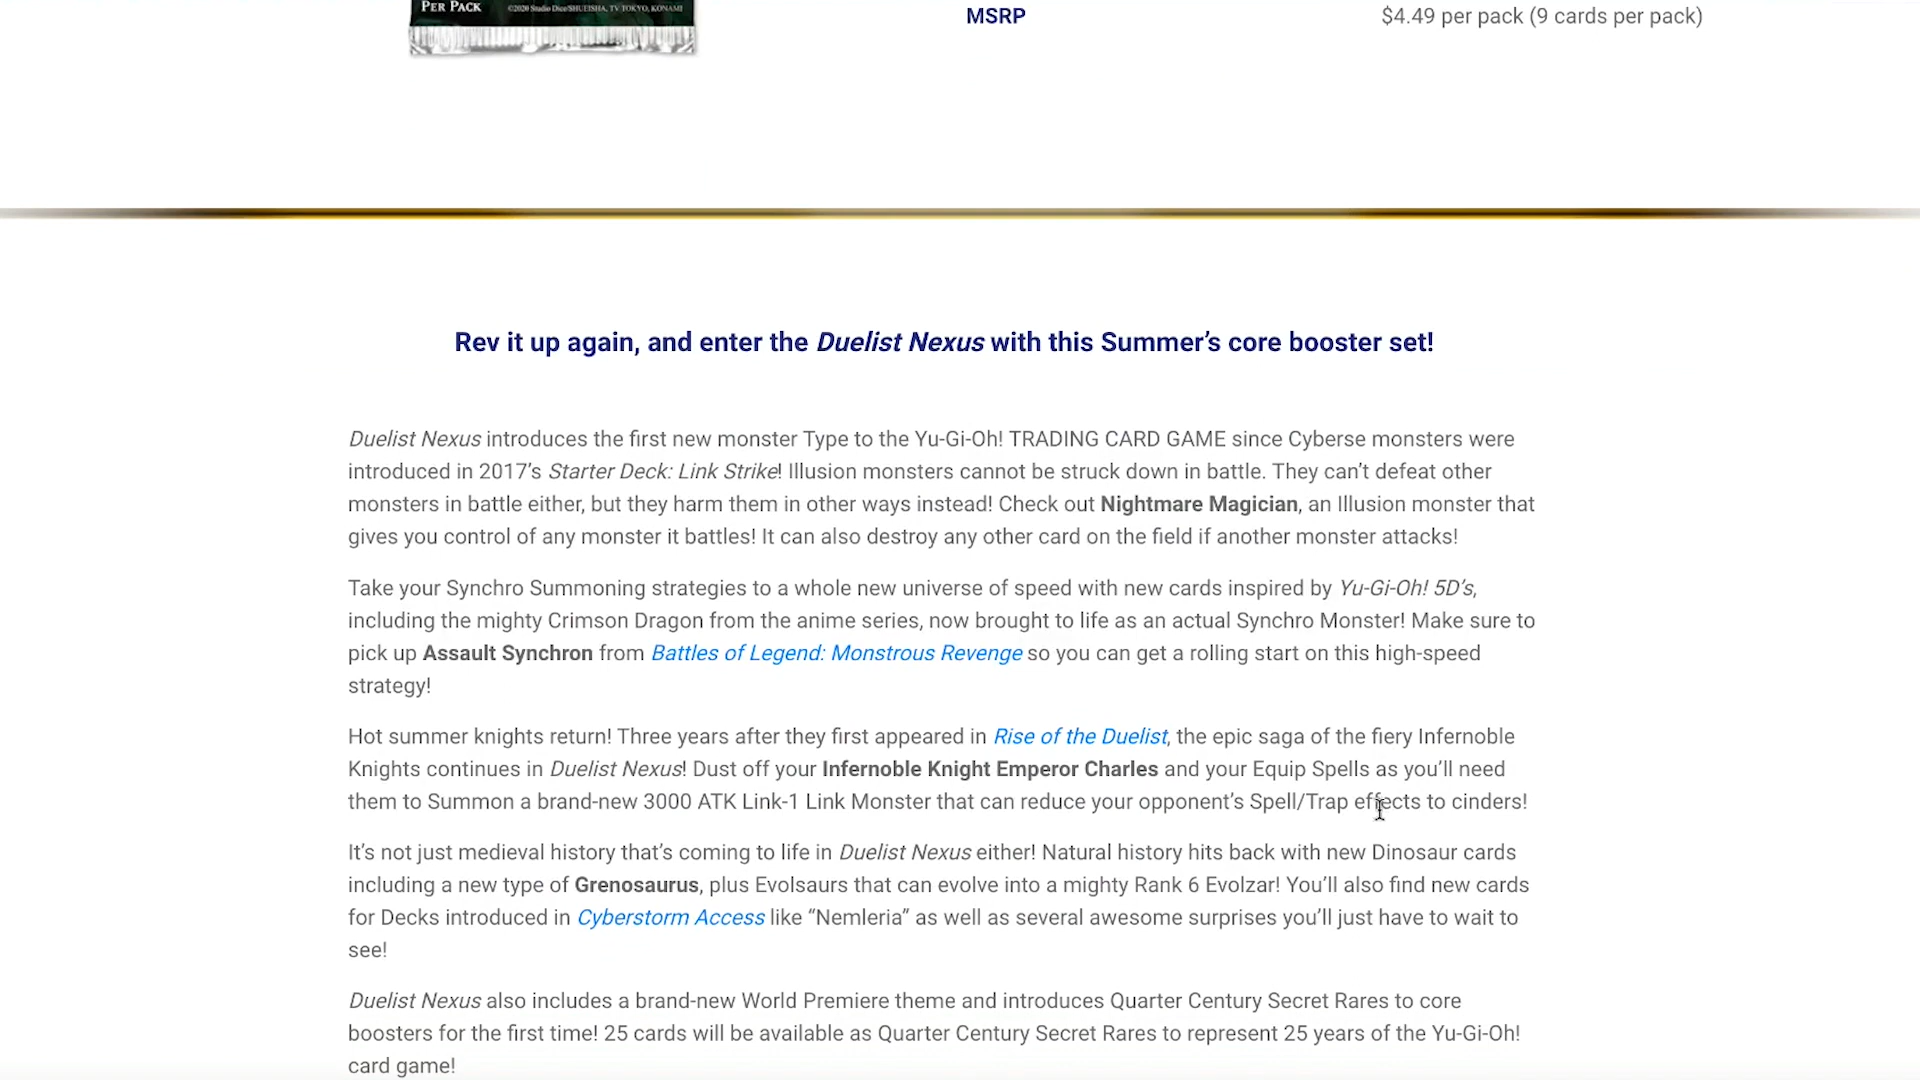 PER PACK ©2020 Studio Dice/SHUEISHA, TV TOKYO, KONAMI
MSRP $4.49 per pack (9 cards per pack)
Rev it up again, and enter the Duelist Nexus with this Summer’s core booster set!
Duelist Nexus introduces the first new monster Type to the Yu-Gi-Oh! TRADING CARD GAME since Cyberse monsters were
introduced in 2017’s Starter Deck: Link Strike! Illusion monsters cannot be struck down in battle. They can’t defeat other
monsters in battle either, but they harm them in other ways instead! Check out Nightmare Magician, an Illusion monster that
gives you control of any monster it battles! It can also destroy any other card on the field if another monster attacks!
Take your Synchro Summoning strategies to a whole new universe of speed with new cards inspired by Yu-Gi-Oh! 5D’s,
including the mighty Crimson Dragon from the anime series, now brought to life as an actual Synchro Monster! Make sure to
pick up Assault Synchron from Battles of Legend: Monstrous Revenge so you can get a rolling start on this high-speed
strategy!
Hot summer knights return! Three years after they first appeared in Rise of the Duelist, the epic saga of the fiery Infernoble
Knights continues in Duelist Nexus! Dust off your Infernoble Knight Emperor Charles and your Equip Spells as you’ll need
them to Summon a brand-new 3000 ATK Link-1 Link Monster that can reduce your opponent’s Spell/Trap effects to cinders!
It’s not just medieval history that’s coming to life in Duelist Nexus either! Natural history hits back with new Dinosaur cards
including a new type of Grenosaurus, plus Evolsaurs that can evolve into a mighty Rank 6 Evolzar! You’ll also find new cards
for Decks introduced in Cyberstorm Access like “Nemleria” as well as several awesome surprises you’ll just have to wait to
see!
Duelist Nexus also includes a brand-new World Premiere theme and introduces Quarter Century Secret Rares to core
boosters for the first time! 25 cards will be available as Quarter Century Secret Rares to represent 25 years of the Yu-Gi-Oh!
card game!